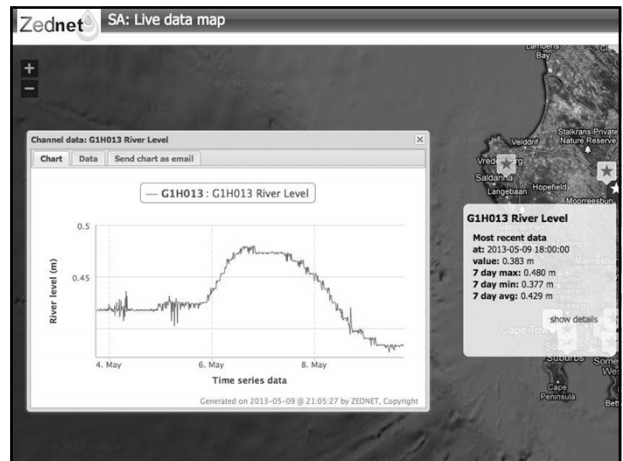 Zednet
SA: Live data map
Lamberts
Bay
+
−
Velddrif
Stalkrans Private
Nature Reserve
Saldanha
Langebaan
Hopefield
Moorreesburg
Channel data: G1H013 River Level
Chart
Data
Send chart as email
G1H013 : G1H013 River Level
0.5
0.45
River level (m)
4. May
6. May
8. May
Time series data
Generated on 2013-05-09 @ 21:05:27 by ZEDNET, Copyright
G1H013 River Level
Most recent data
at: 2013-05-09 18:00:00
value: 0.383 m
7 day max: 0.480 m
7 day min: 0.377 m
7 day avg: 0.429 m
show details
Suburbs
Cape
Peninsula